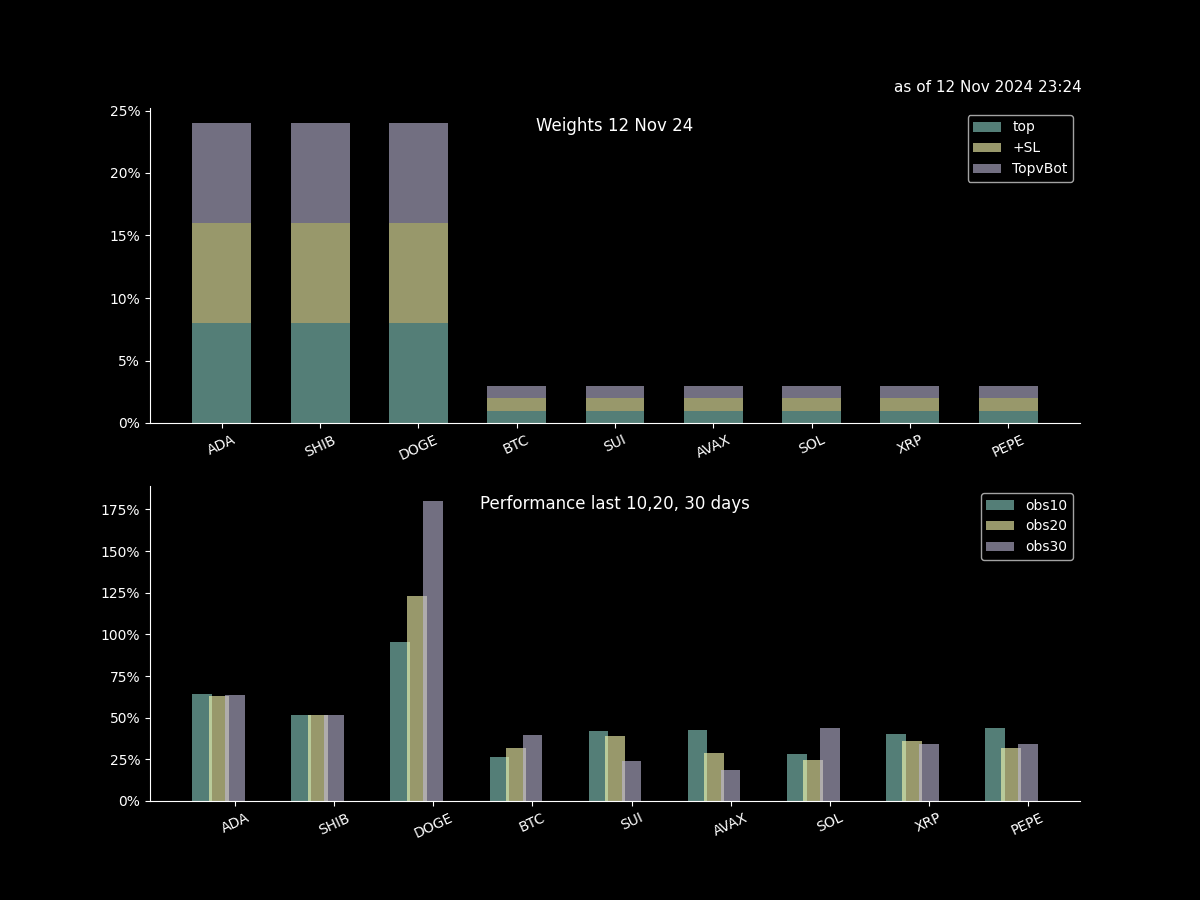 as of 12 Nov 2024 23:24
Weights 12 Nov 24
top
+SL
TopvBot
25%
20%
15%
10%
5%
0%
ADA SHIB DOGE BTC SUI AVAX SOL XRP PEPE
Performance last 10,20, 30 days
obs10
obs20
obs30
175%
150%
125%
100%
75%
50%
25%
0%
ADA SHIB DOGE BTC SUI AVAX SOL XRP PEPE